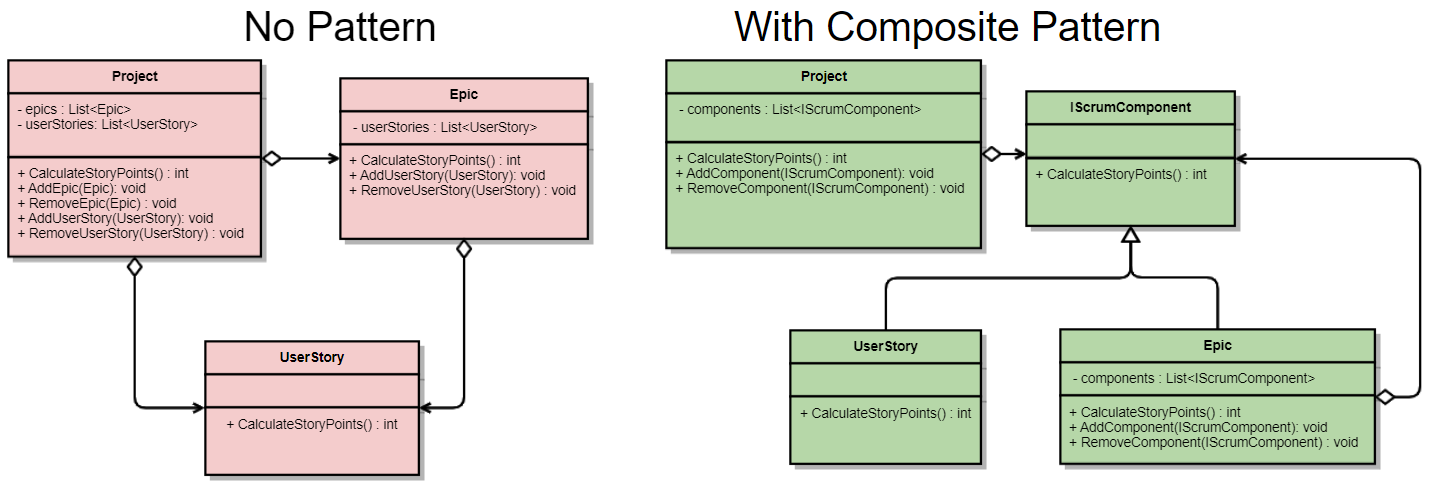 No Pattern
Project
- epics : List<Epic>
- userStories: List<UserStory>
+ CalculateStoryPoints() : int
+ AddEpic(Epic): void
+ RemoveEpic(Epic) : void
+ AddUserStory(UserStory): void
+ RemoveUserStory(UserStory) : void
Epic
- userStories : List<UserStory>
+ CalculateStoryPoints() : int
+ AddUserStory(UserStory): void
+ RemoveUserStory(UserStory) : void
UserStory
+ CalculateStoryPoints() : int
With Composite Pattern
Project
- components : List<IScrumComponent>
+ CalculateStoryPoints() : int
+ AddComponent(IScrumComponent): void
+ RemoveComponent(IScrumComponent) : void
IScrumComponent
+ CalculateStoryPoints() : int
UserStory
+ CalculateStoryPoints() : int
Epic
- components : List<IScrumComponent>
+ CalculateStoryPoints() : int
+ AddComponent(IScrumComponent): void
+ RemoveComponent(IScrumComponent) : void